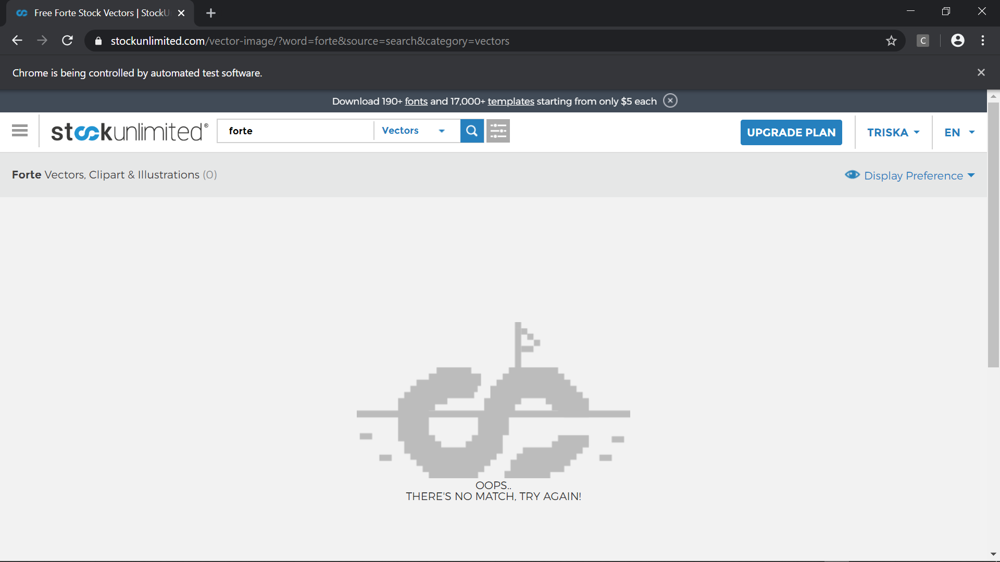 Free Forte Stock Vectors | StockU
stockunlimited.com/vector-image/?word=forte&source=search&category=vectors
C
Chrome is being controlled by automated test software.
Download 190+ fonts and 17,000+ templates starting from only $5 each
stockunlimited®
forte
Vectors
UPGRADE PLAN
TRISKA
EN
Forte Vectors, Clipart & Illustrations (0)
Display Preference
OOPS..
THERE'S NO MATCH, TRY AGAIN!